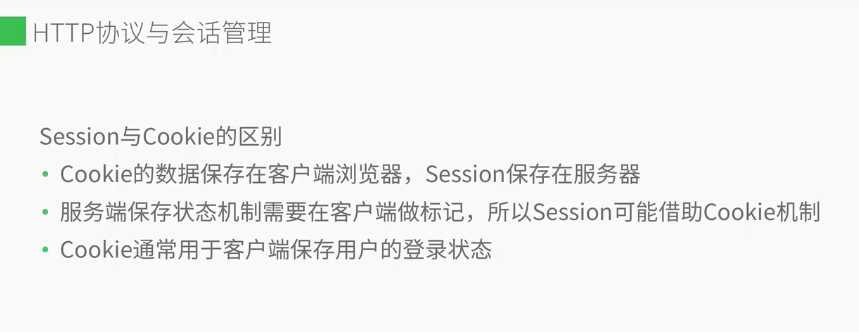 HTTP协议与会话管理
Session与Cookie的区别
• Cookie的数据保存在客户端浏览器，Session保存在服务器
• 服务端保存状态机制需要在客户端做标记，所以Session可能借助Cookie机制
• Cookie通常用于客户端保存用户的登录状态